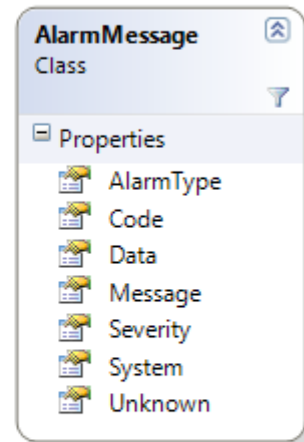 AlarmMessage
Class
Properties
AlarmType
Code
Data
Message
Severity
System
Unknown